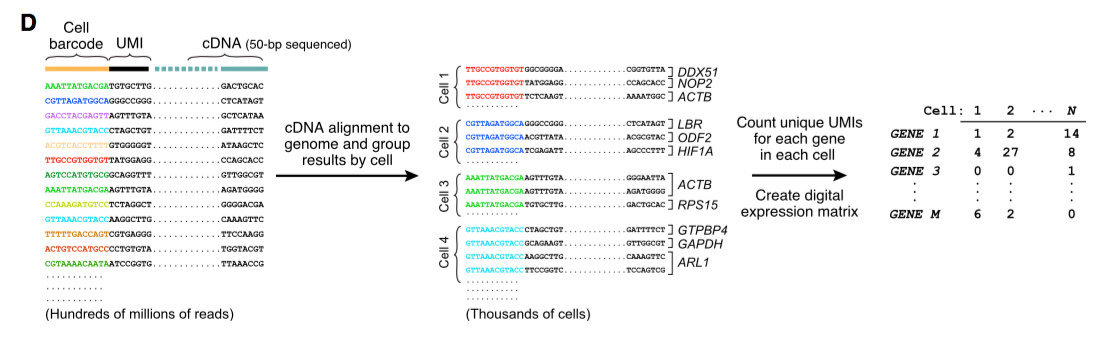 D
Cell
barcode UMI cDNA (50-bp sequenced)
AAATTATGACGATGTGCTTG...........GACTGCAC
CGTTAGATGGCAGGGCCGGG...........CTCATAGT
GACCTACGAGTTAGTTTGTA...........GCTCATAA
GTTAAACGTACCCTAGCTGT...........GATTTTCT
ACGTCACCTTTTGTGGGGGT...........ATAAGCTC
TTGCCGTGGTGTTATGGAGG...........CCAGCACC
AGTCCATGTGCGGCAGGTTT...........GTTGGCGT
AAATTATGACGAAGTTTGTA...........AGATGGGG
CCAAAGATGTCCTCTAGGCT...........GGGGACGA
GTTAAACGTACCAAGGCTTG...........CAAAGTTC
TTTTTGACCAGTCGTGAGGG...........TTCCAAGG
ACTGTCCATGCCCCTGTGTA...........TGGTACGT
CGTAAAACAATAATCCGGTG...........TTAAACCG
...........
...........
...........
(Hundreds of millions of reads)
cDNA alignment to
genome and group
results by cell
Cell 1
TTGCCGTGGTGTGGCGGGGA............CGGTGTTA DDX51
TTGCCGTGGTGTTATGGAGG............CCAGCACC NOP2
TTGCCGTGGTGTTCTCAAGT............AAAATGGC ACTB
...........
Cell 2
CGTTAGATGGCAGGGCCGGG............CTCATAGT LBR
CGTTAGATGGCAACGTTATA............ACGCGTAC ODF2
CGTTAGATGGCATCGAGATT............AGCCCTTT HIF1A
...........
Cell 3
AAATTATGACGAAGTTTGTA............GGGAATTA ACTB
AAATTATGACGAAGTTTGTA............AGATGGGG
AAATTATGACGATGTGCTTG............GACTGCAC RPS15
...........
Cell 4
GTTAAACGTACCCTAGCTGT............GATTTTCT GTPBP4
GTTAAACGTACCGCAGAAGT............GTTGGCGT GAPDH
GTTAAACGTACCAAGGCTTG............CAAAGTTC ARL1
GTTAAACGTACCTTCCGGTC............TCCAGTCG
...........
...........
...........
(Thousands of cells)
Count unique UMIs
for each gene
in each cell
Create digital
expression matrix
Cell: 1 2 ... N
GENE 1 1 2 14
GENE 2 4 27 8
GENE 3 0 0 1
GENE M 6 2 0